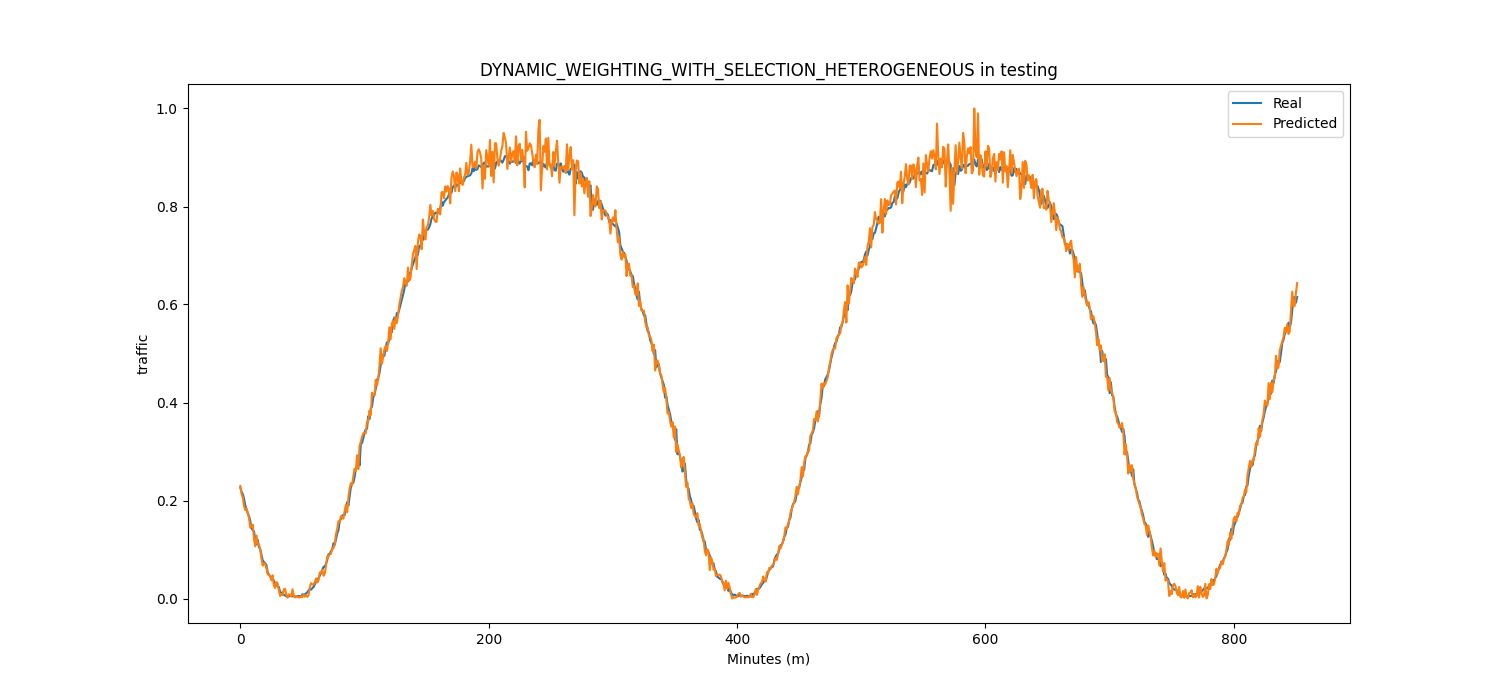 DYNAMIC_WEIGHTING_WITH_SELECTION_HETEROGENEOUS in testing
Real
Predicted
1.0
0.8
0.6
0.4
0.2
0.0
traffic
0 200 400 600 800
Minutes (m)